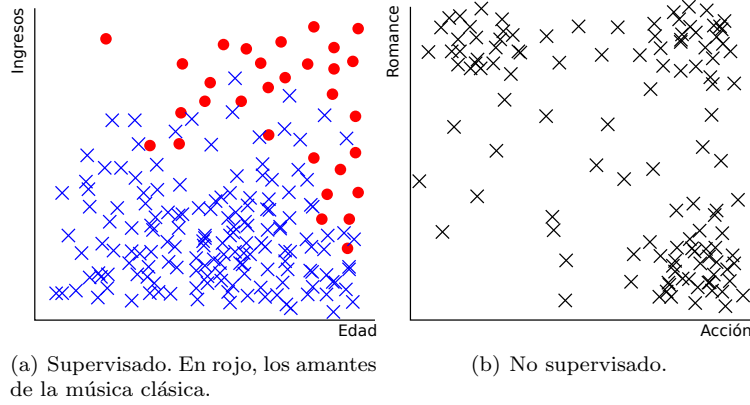 Ingresos
Edad
(a) Supervisado. En rojo, los amantes
de la música clásica.
Romance
Acción
(b) No supervisado.